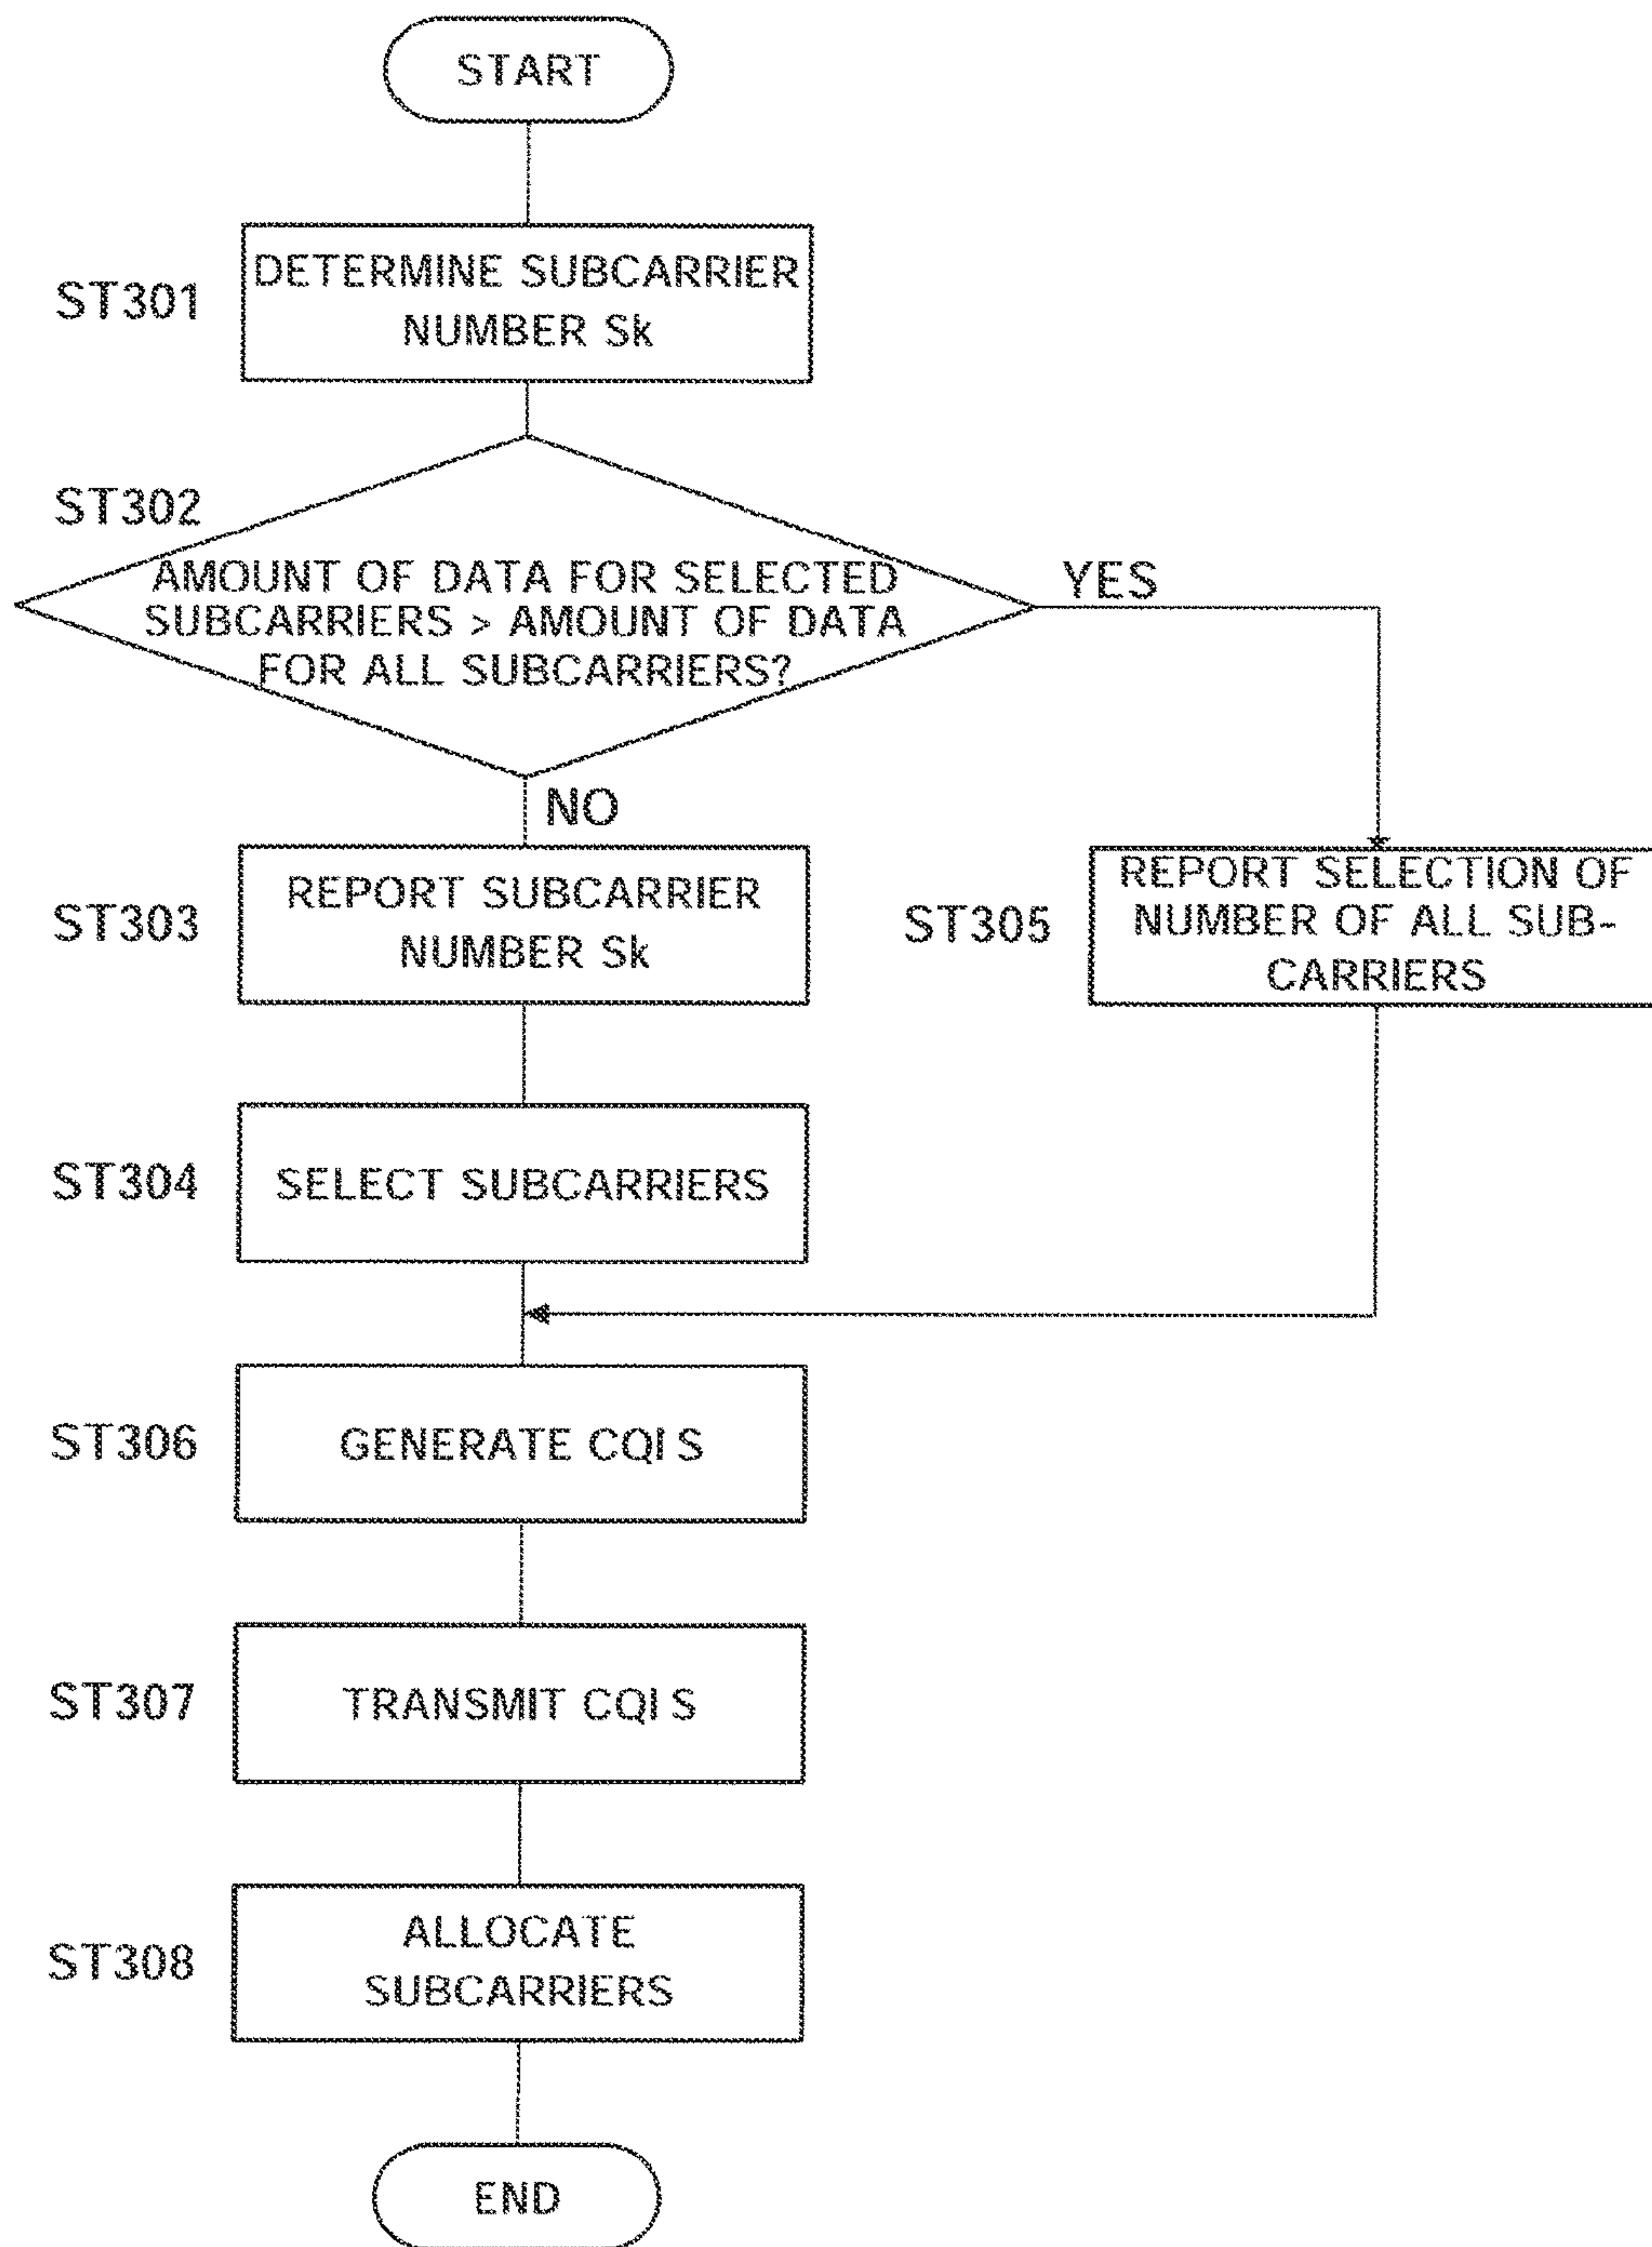 START
ST301
DETERMINE SUBCARRIER
NUMBER Sk
ST302
AMOUNT OF DATA FOR SELECTED
SUBCARRIERS > AMOUNT OF DATA
FOR ALL SUBCARRIERS?
YES
NO
ST303
REPORT SUBCARRIER
NUMBER Sk
ST305
REPORT SELECTION OF
NUMBER OF ALL SUB-
CARRIERS
ST304
SELECT SUBCARRIERS
ST306
GENERATE CQI S
ST307
TRANSMIT CQI S
ST308
ALLOCATE
SUBCARRIERS
END